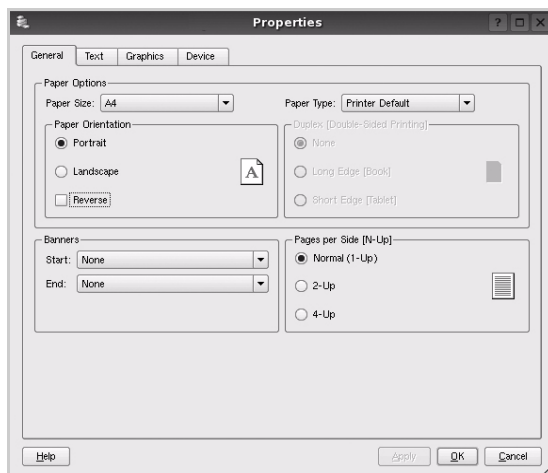 Properties
?
General Text Graphics Device
Paper Options
Paper Size: A4
Paper Type: Printer Default
Paper Orientation
Portrait
Landscape
Reverse
A
Duplex [Double-Sided Printing]
None
Long Edge [Book]
Short Edge [Tablet]
Banners
Start: None
End: None
Pages per Side [N-Up]
Normal (1-Up)
2-Up
4-Up
Help Apply OK Cancel